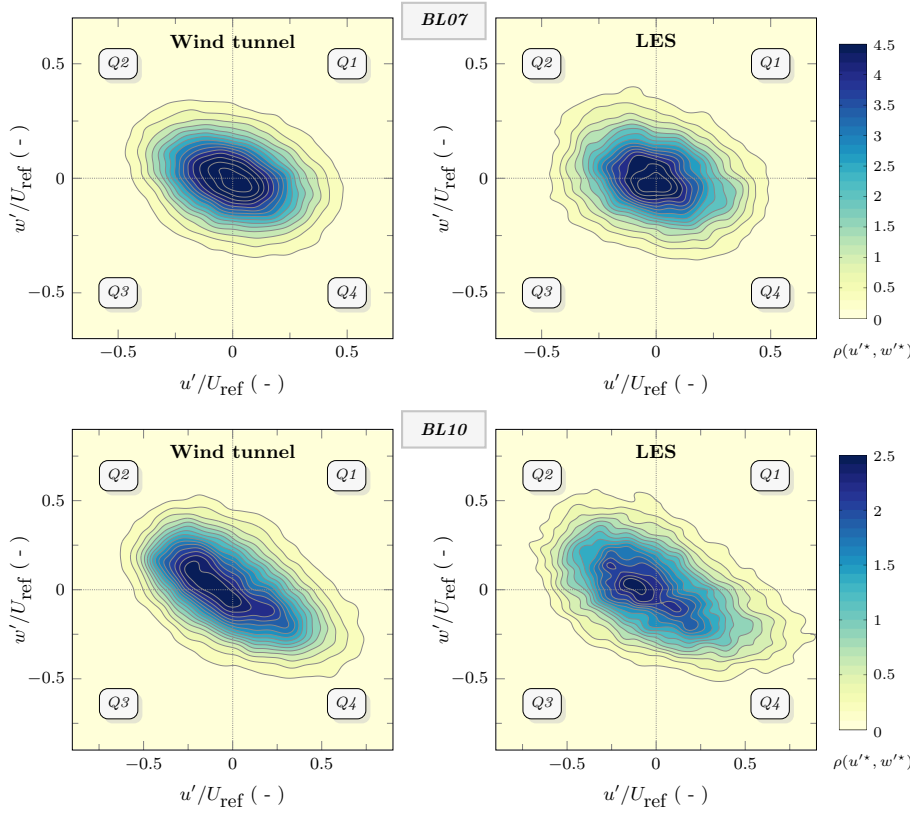 BL07
Wind tunnel
LES
Q2
Q1
Q2
Q1
Q3
Q4
Q3
Q4
0.5
0
−0.5
w′/U_ref ( - )
−0.5
0
0.5
u′/U_ref ( - )
0.5
0
−0.5
w′/U_ref ( - )
−0.5
0
0.5
u′/U_ref ( - )
4.5
4
3.5
3
2.5
2
1.5
1
0.5
0
ρ(u′⋆, w′⋆)
BL10
Wind tunnel
LES
Q2
Q1
Q2
Q1
Q3
Q4
Q3
Q4
0.5
0
−0.5
w′/U_ref ( - )
−0.5
0
0.5
u′/U_ref ( - )
0.5
0
−0.5
w′/U_ref ( - )
−0.5
0
0.5
u′/U_ref ( - )
2.5
2
1.5
1
0.5
0
ρ(u′⋆, w′⋆)